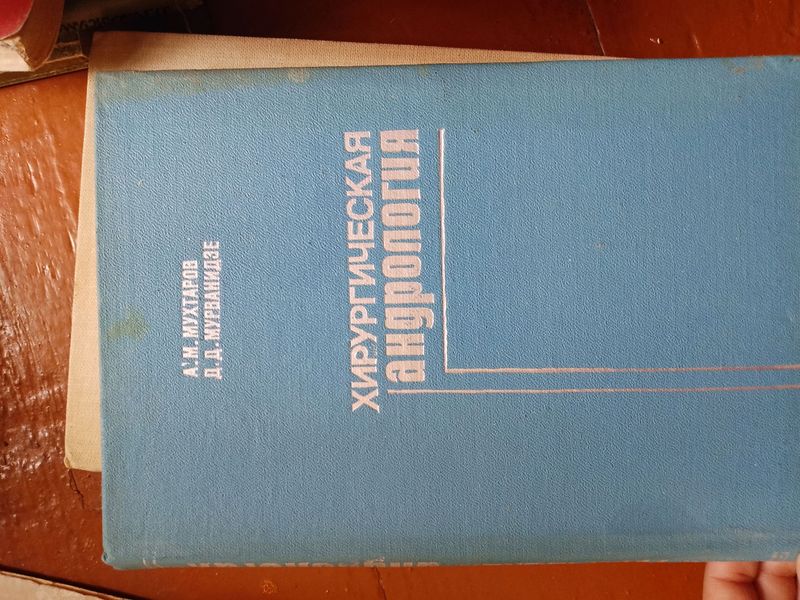 А.М. МУХТАРОВ
Д.Д. МУРВАНИДЗЕ
ХИРУРГИЧЕСКАЯ
андрология